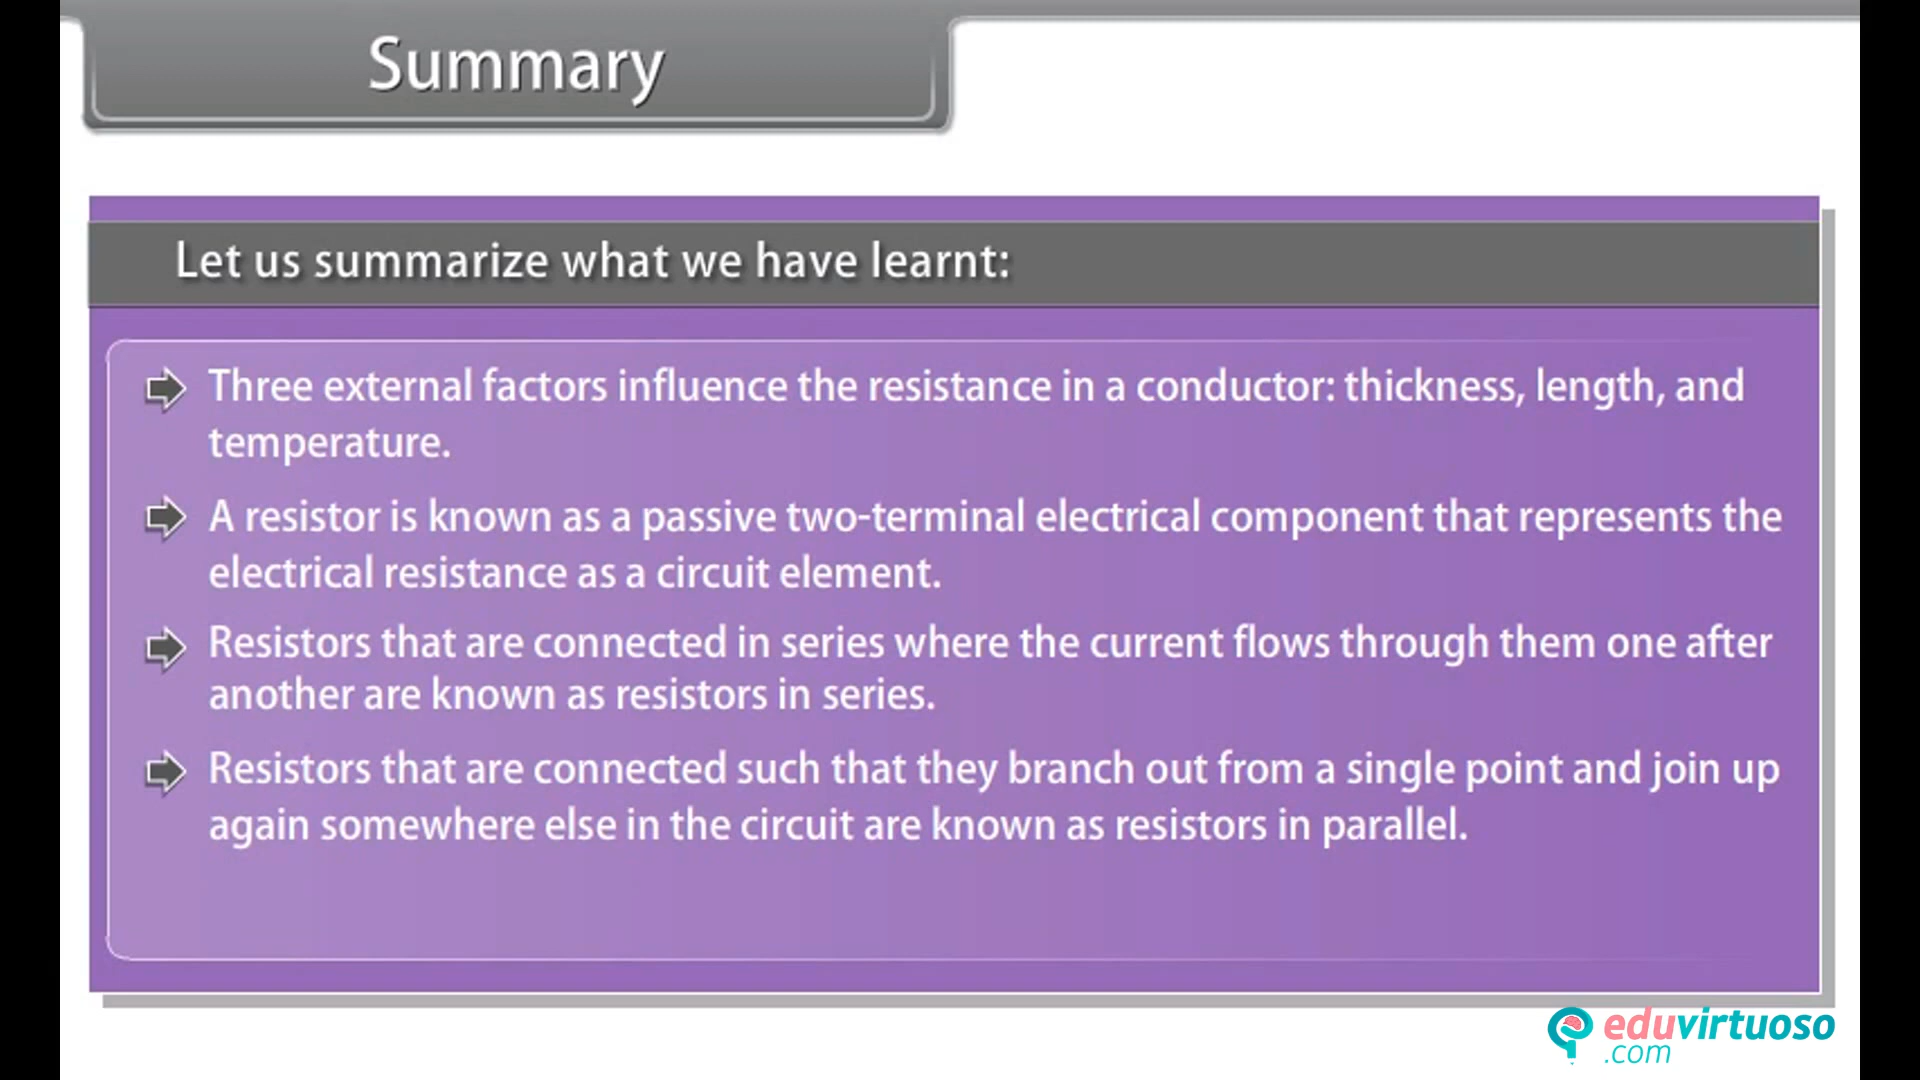 Summary
Let us summarize what we have learnt:
Three external factors influence the resistance in a conductor: thickness, length, and
temperature.
A resistor is known as a passive two-terminal electrical component that represents the
electrical resistance as a circuit element.
Resistors that are connected in series where the current flows through them one after
another are known as resistors in series.
Resistors that are connected such that they branch out from a single point and join up
again somewhere else in the circuit are known as resistors in parallel.
eduvirtuoso
.com